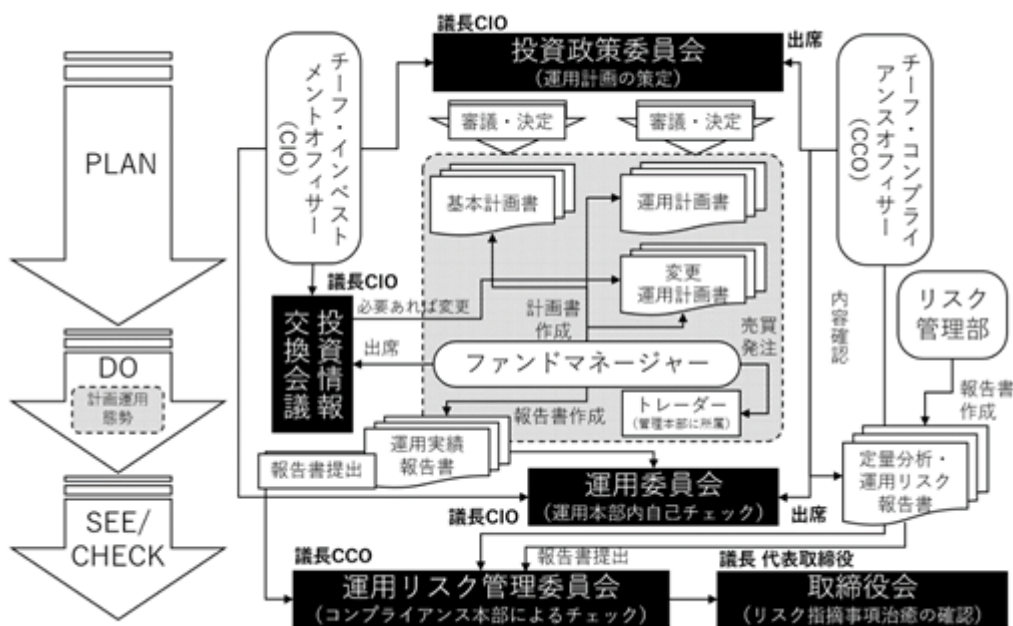 議長CIO
投資政策委員会
(運用計画の策定)
出席
チーフ・インベスト
メントオフィサー
(CIO)
チーフ・コンプライ
アンスオフィサー
(CCO)
PLAN
審議・決定
審議・決定
基本計画書
運用計画書
変更
運用計画書
議長CIO
必要あれば変更
計画書
作成
売買
発注
内容確認
リスク
管理部
投資情報
交換会議
出席
ファンドマネージャー
DO
計画運用
態勢
報告書作成
トレーダー
(管理本部に所属)
報告書
作成
運用実績
報告書
報告書提出
定量分析・
運用リスク
報告書
SEE/
CHECK
運用委員会
(運用本部内自己チェック)
議長CIO
出席
議長CCO
報告書提出
議長 代表取締役
運用リスク管理委員会
(コンプライアンス本部によるチェック)
取締役会
(リスク指摘事項治癒の確認)